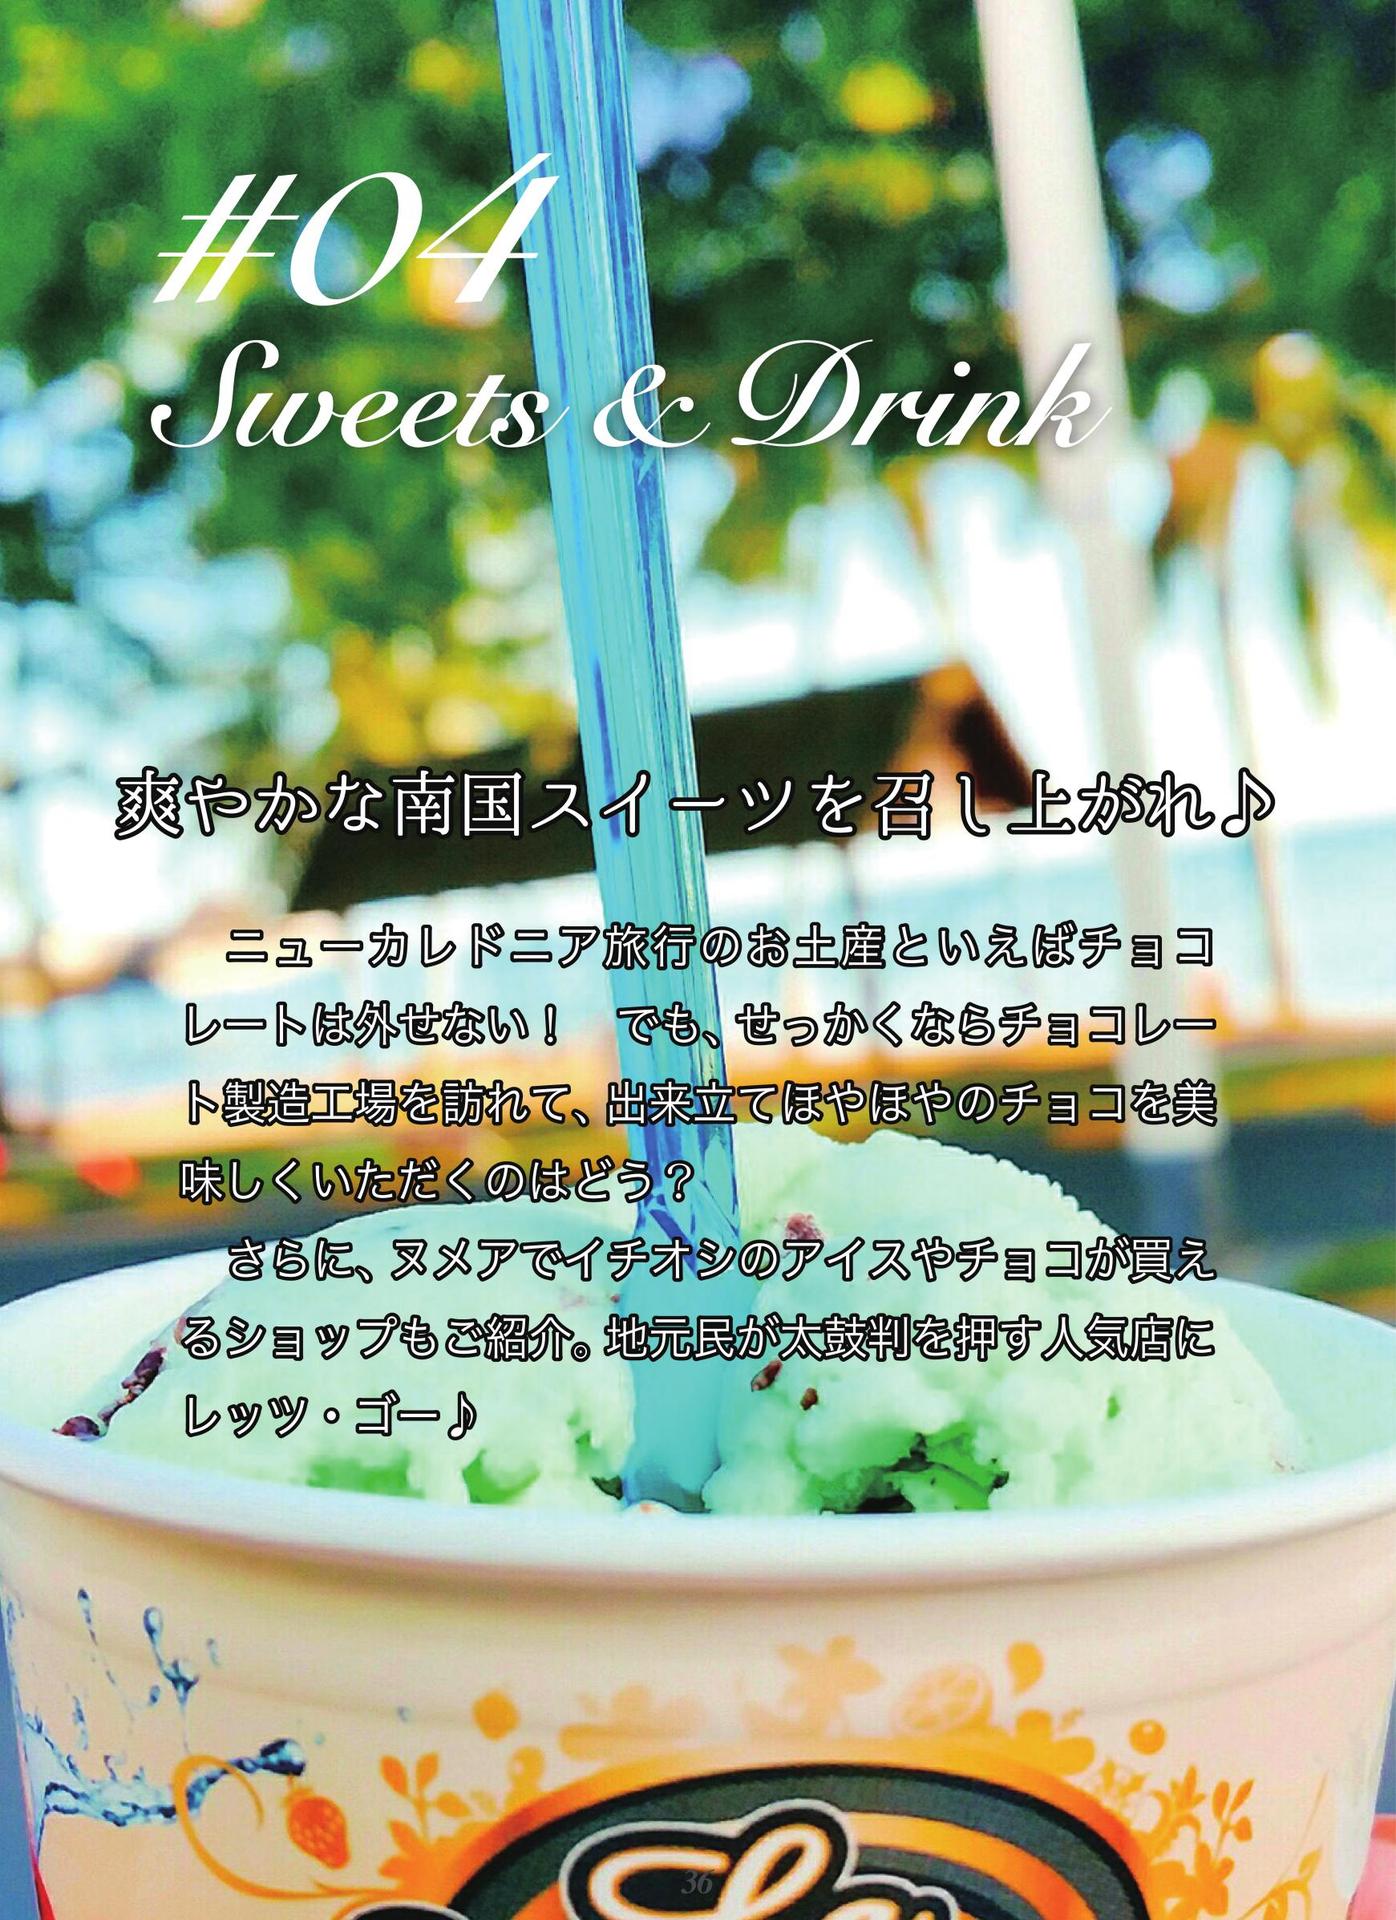 #04
Sweets & Drink
爽やかな南国スイーツを召し上がれ♪
ニューカレドニア旅行のお土産といえばチョコ
レートは外せない！　でも、せっかくならチョコレー
ト製造工場を訪れて、出来立てほやほやのチョコを美
味しくいただくのはどう？
さらに、ヌメアでイチオシのアイスやチョコが買え
るショップもご紹介。地元民が太鼓判を押す人気店に
レッツ・ゴー♪
36